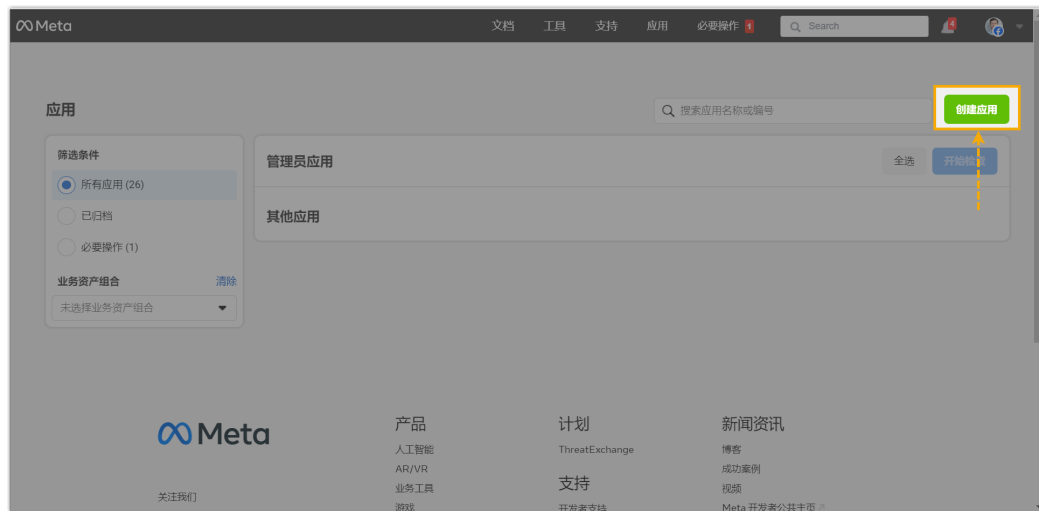 Meta 文档 工具 支持 应用 必要操作 1 Search 4
应用 搜索应用名称或编号 创建应用
筛选条件
所有应用 (26)
已归档
必要操作 (1)
业务资产组合 清除
未选择业务资产组合
管理员应用 全选 开始检查
其他应用
Meta
关注我们
产品
人工智能
AR/VR
业务工具
游戏
计划
ThreatExchange
支持
开发者支持
新闻资讯
博客
成功案例
视频
Meta 开发者公共主页